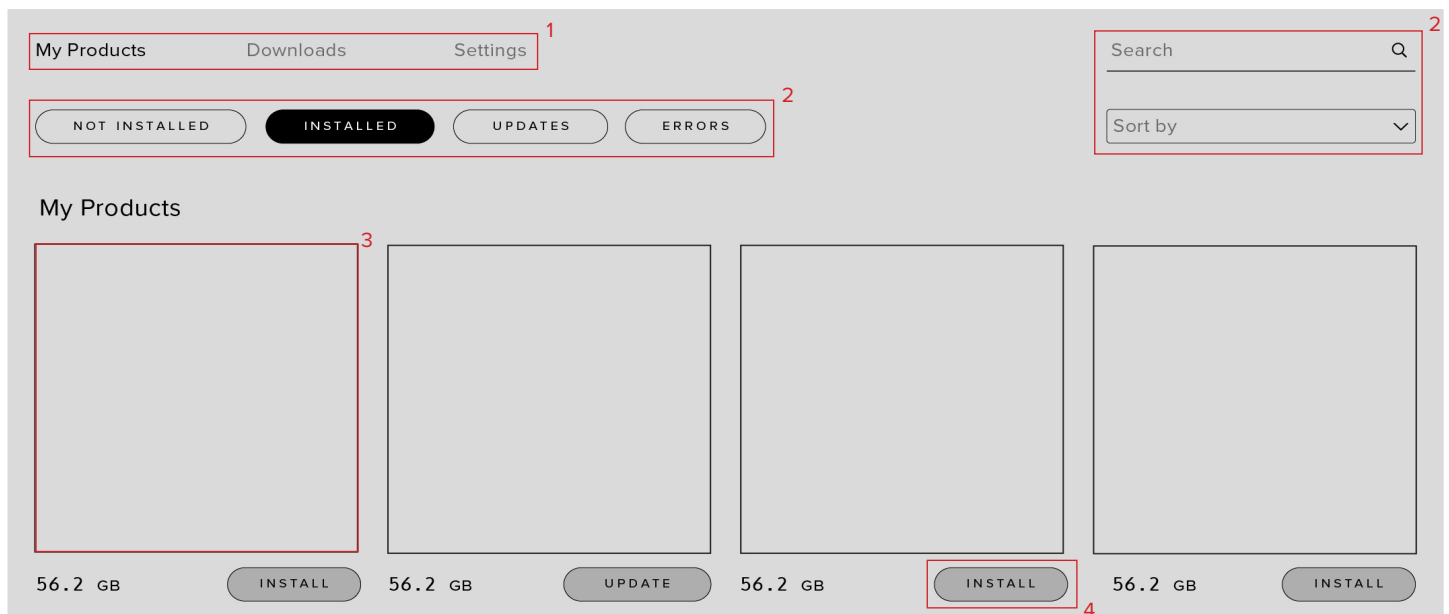 1
My Products Downloads Settings
2
Search
2
NOT INSTALLED INSTALLED UPDATES ERRORS
Sort by
My Products
3
56.2 GB INSTALL
56.2 GB UPDATE
56.2 GB INSTALL
56.2 GB INSTALL
4